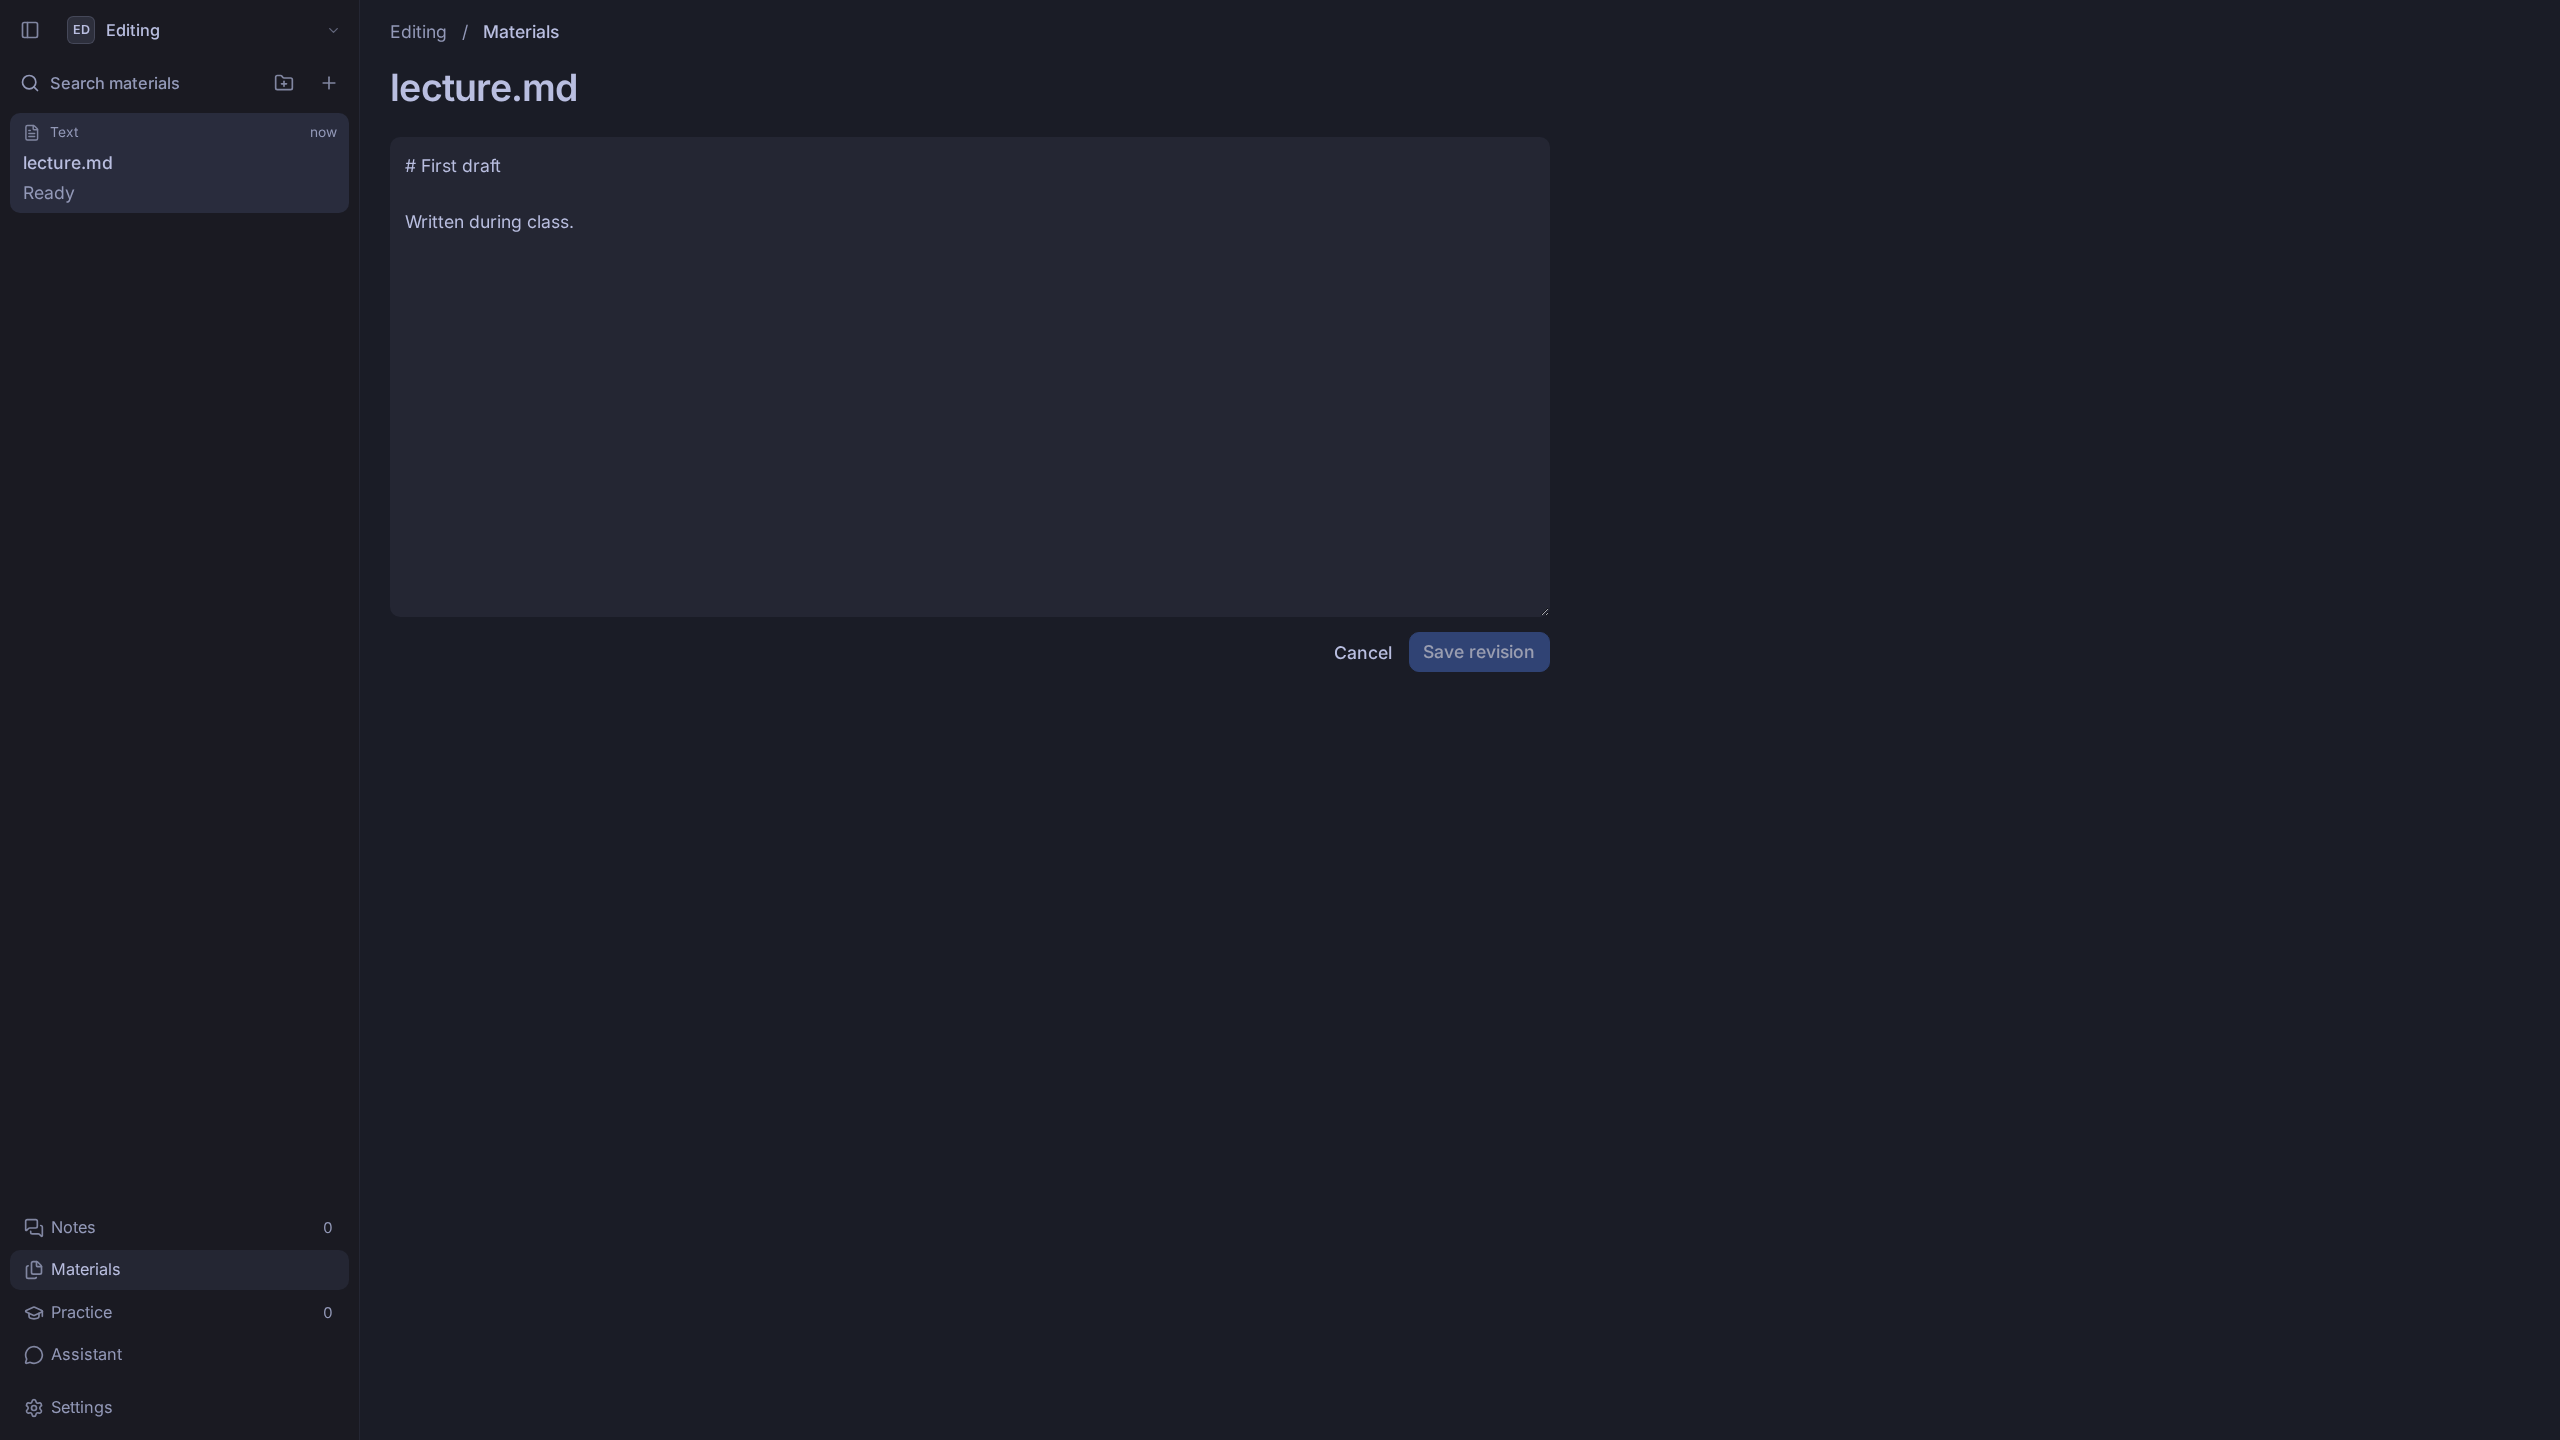 ED Editing
Search materials
Text now
lecture.md
Ready
Notes 0
Materials
Practice 0
Assistant
Settings
Editing / Materials
lecture.md
# First draft
Written during class.
Cancel Save revision